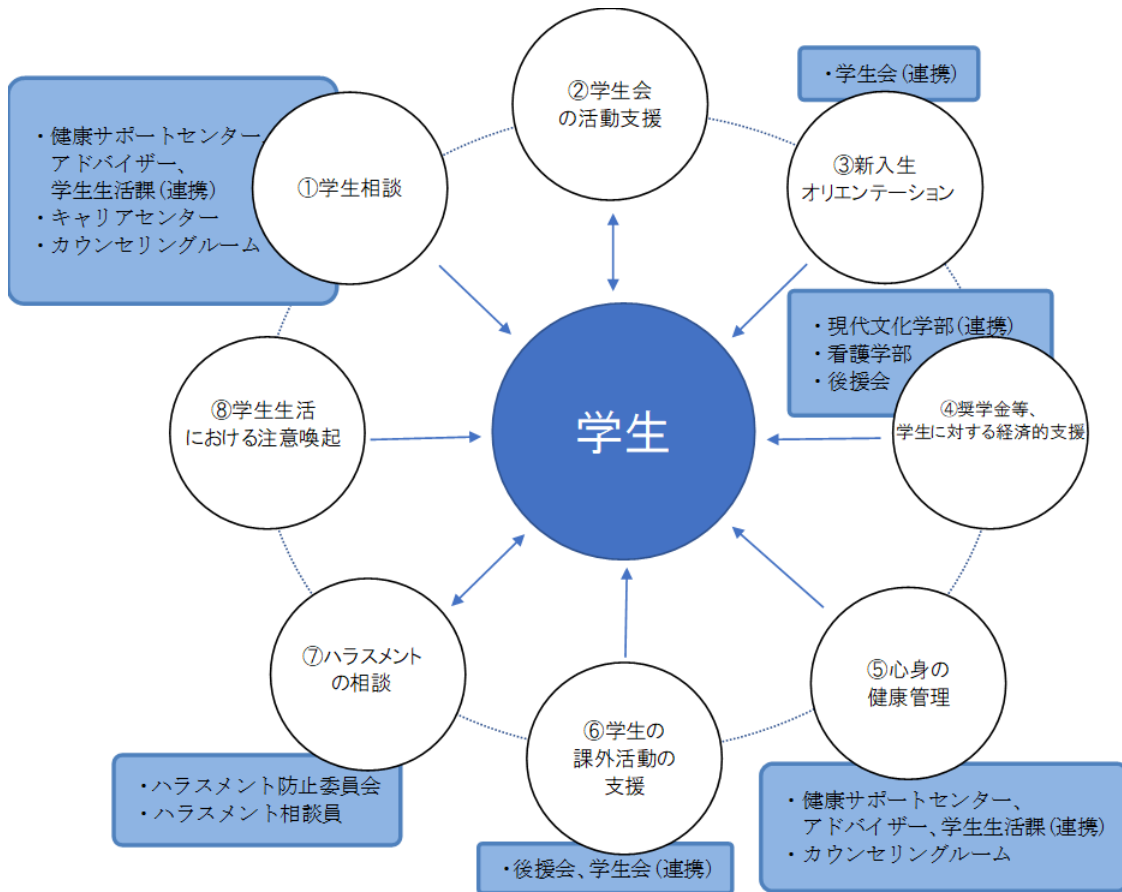 ・健康サポートセンター、
アドバイザー、
学生生活課(連携)
・キャリアセンター
・カウンセリングルーム
①学生相談
②学生会
の活動支援
・学生会(連携)
③新入生
オリエンテーション
・現代文化学部(連携)
・看護学部
・後援会
④奨学金等、
学生に対する経済的支援
⑧学生生活
における注意喚起
学生
⑦ハラスメント
の相談
・ハラスメント防止委員会
・ハラスメント相談員
⑥学生の
課外活動の
支援
・後援会、学生会(連携)
⑤心身の
健康管理
・健康サポートセンター、
アドバイザー、学生生活課(連携)
・カウンセリングルーム